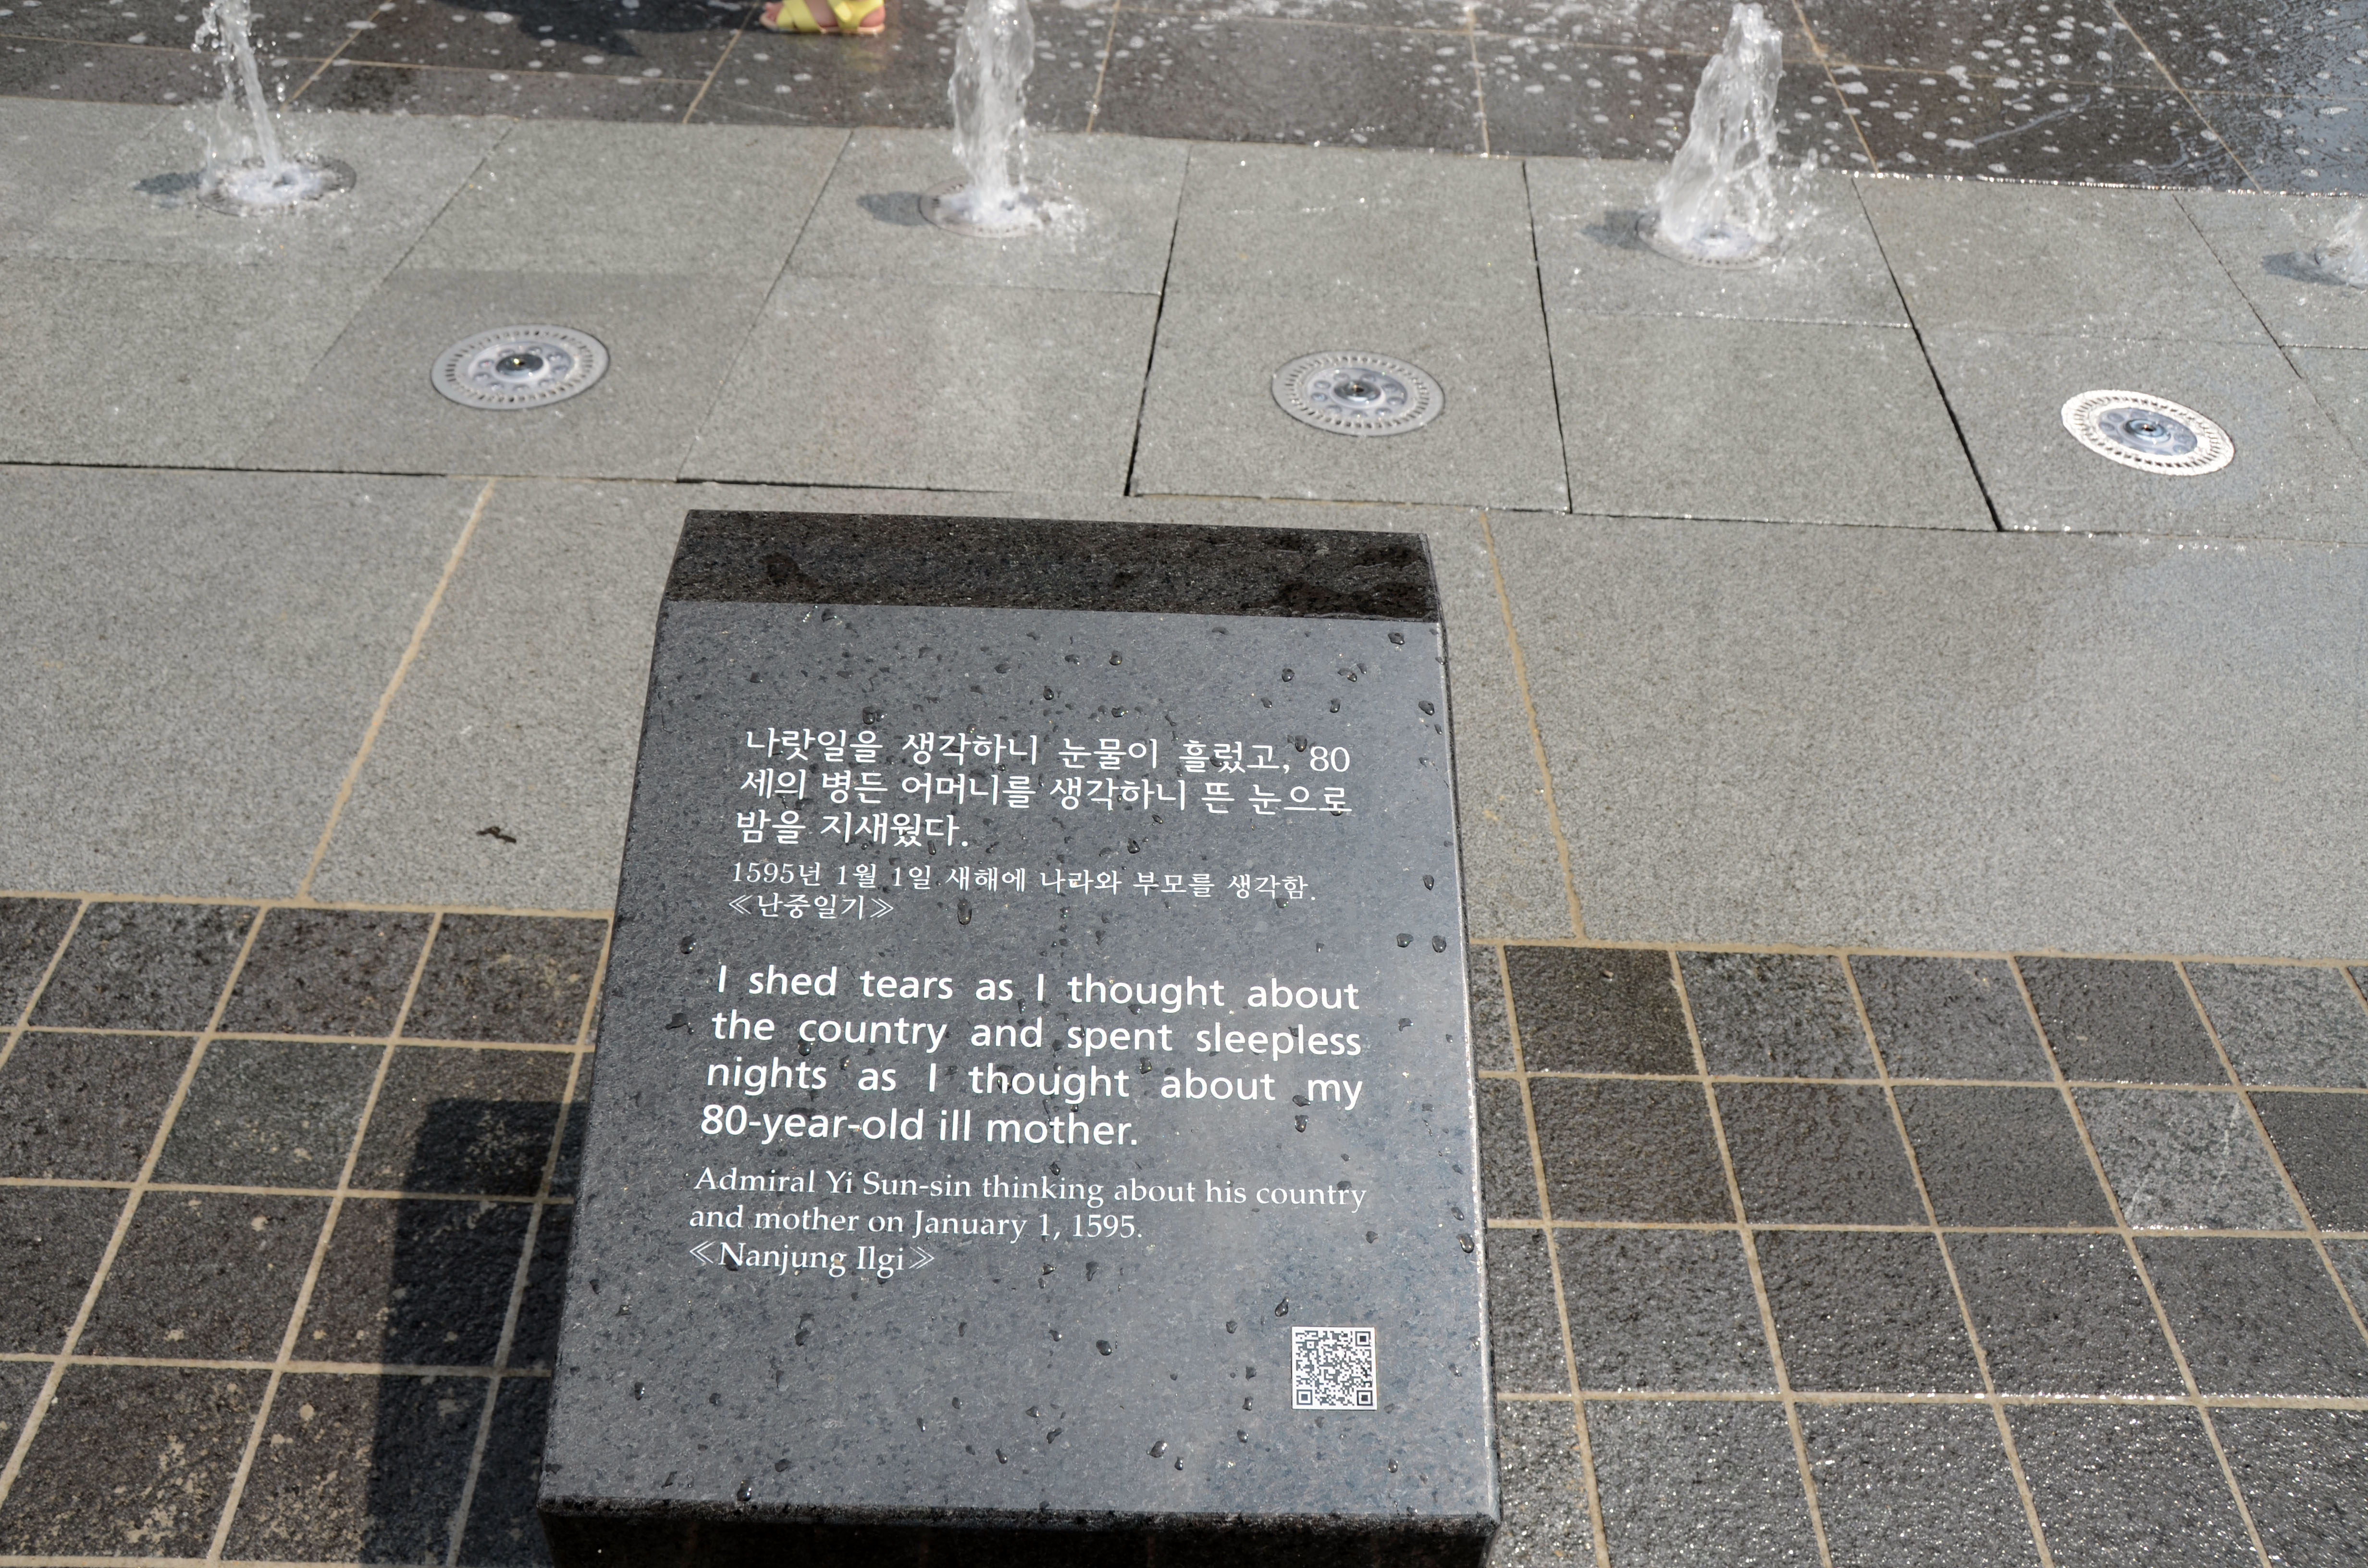 나랏일을 생각하니 눈물이 흘렀고, 80
세의 병든 어머니를 생각하니 뜬 눈으로
밤을 지새웠다.
1595년 1월 1일 새해에 나라와 부모를 생각함.
≪난중일기≫
I shed tears as I thought about
the country and spent sleepless
nights as I thought about my
80-year-old ill mother.
Admiral Yi Sun-sin thinking about his country
and mother on January 1, 1595.
≪Nanjung Ilgi≫